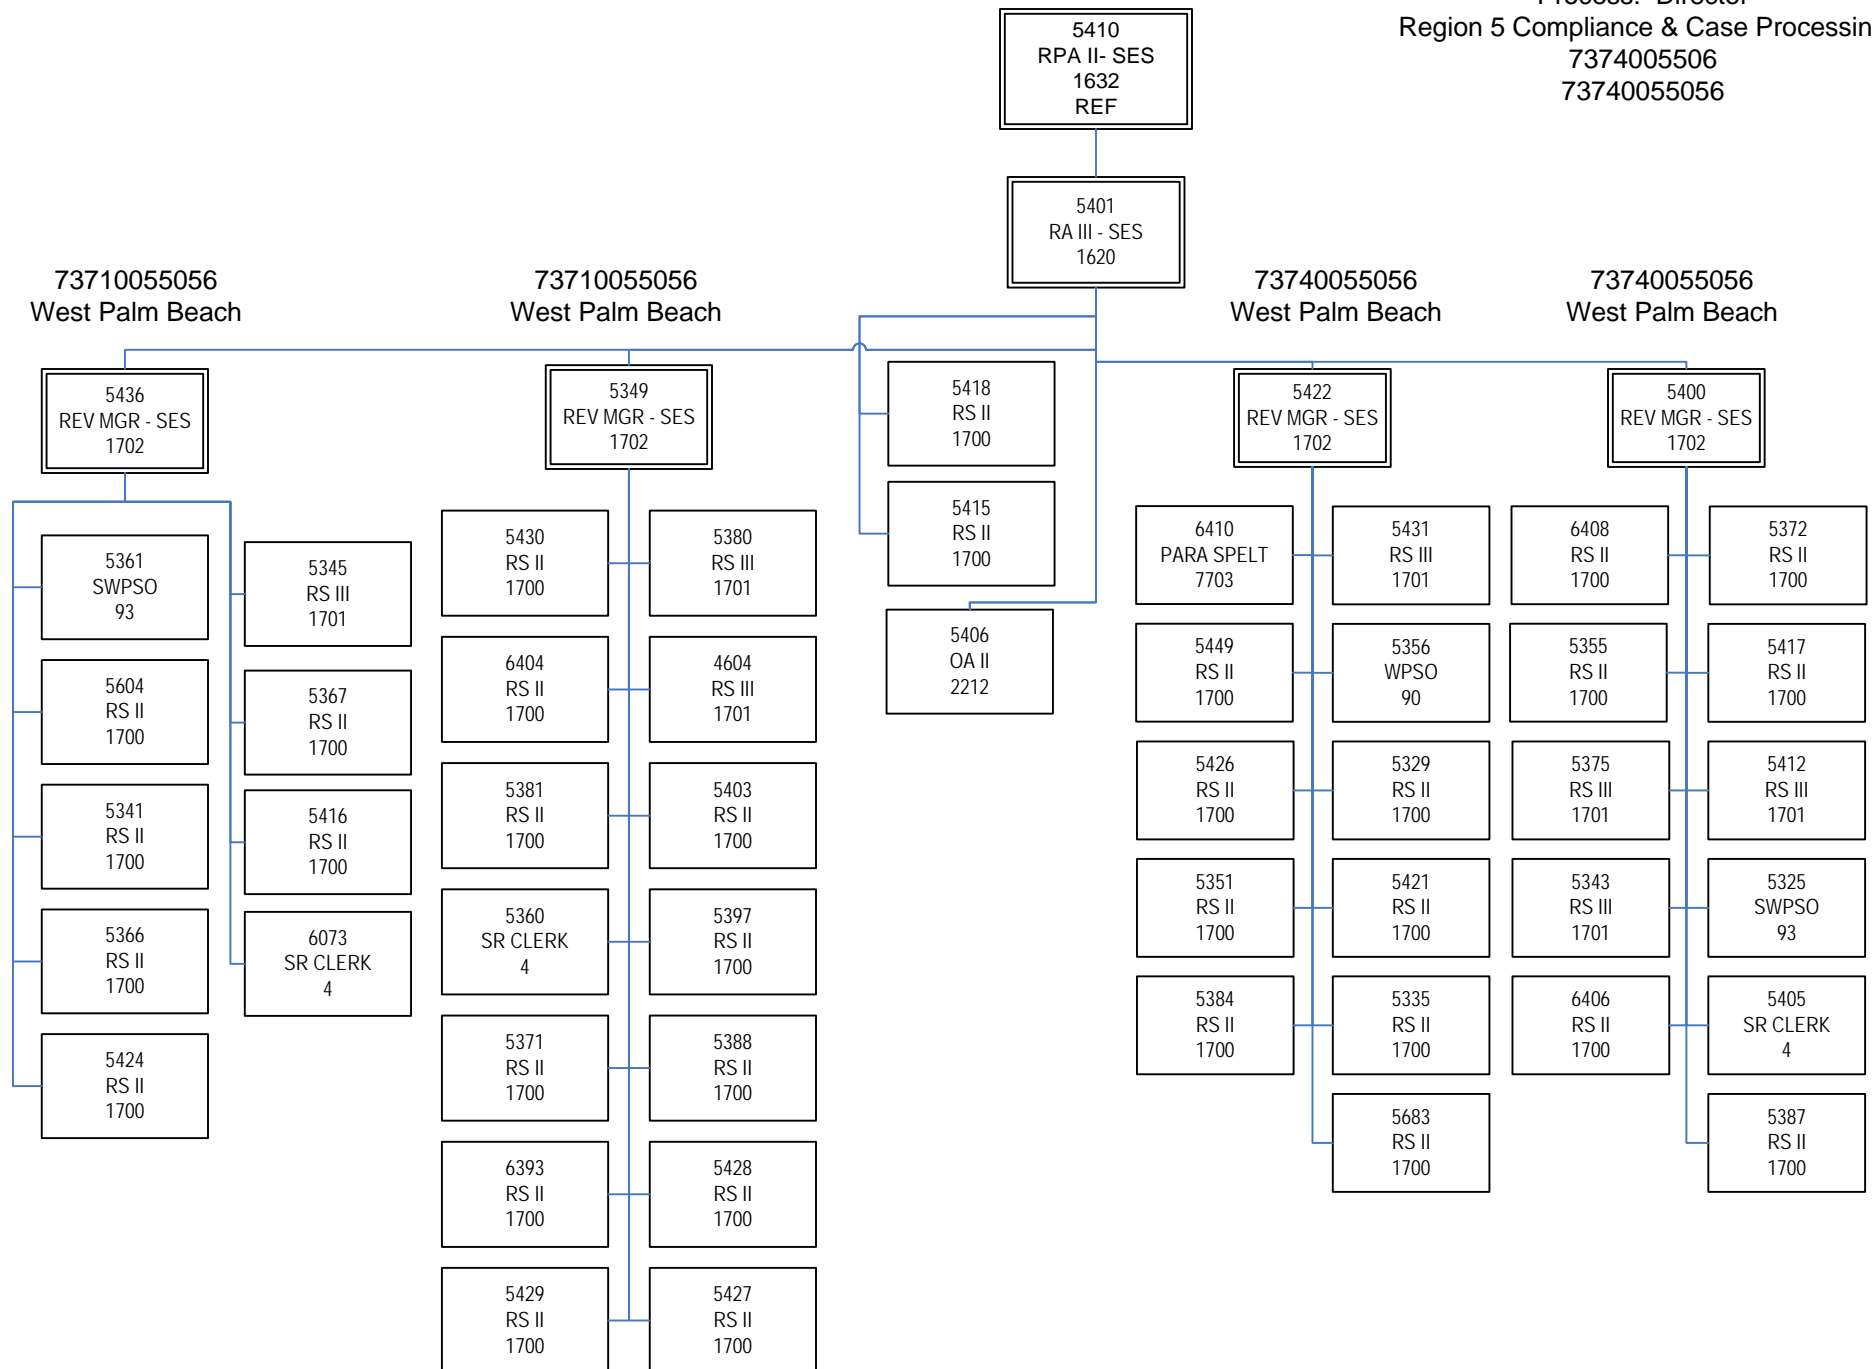 Process: Director
Region 5 Compliance & Case Processin
7374005506
73740055056
5410
RPA II- SES
1632
REF
5401
RA III - SES
1620
73710055056
West Palm Beach
73710055056
West Palm Beach
73740055056
West Palm Beach
73740055056
West Palm Beach
5436
REV MGR - SES
1702
5349
REV MGR - SES
1702
5418
RS II
1700
5415
RS II
1700
5406
OA II
2212
5422
REV MGR - SES
1702
5400
REV MGR - SES
1702
5361
SWPSO
93
5604
RS II
1700
5341
RS II
1700
5366
RS II
1700
5424
RS II
1700
5345
RS III
1701
5367
RS II
1700
5416
RS II
1700
6073
SR CLERK
4
5430
RS II
1700
5380
RS III
1701
6404
RS II
1700
4604
RS III
1701
5381
RS II
1700
5403
RS II
1700
5360
SR CLERK
4
5397
RS II
1700
5371
RS II
1700
5388
RS II
1700
6393
RS II
1700
5428
RS II
1700
5429
RS II
1700
5427
RS II
1700
6410
PARA SPELT
7703
5431
RS III
1701
5449
RS II
1700
5356
WPSO
90
5426
RS II
1700
5329
RS II
1700
5351
RS II
1700
5421
RS II
1700
5384
RS II
1700
5335
RS II
1700
5683
RS II
1700
6408
RS II
1700
5372
RS II
1700
5355
RS II
1700
5417
RS II
1700
5375
RS III
1701
5412
RS III
1701
5343
RS III
1701
5325
SWPSO
93
6406
RS II
1700
5405
SR CLERK
4
5387
RS II
1700